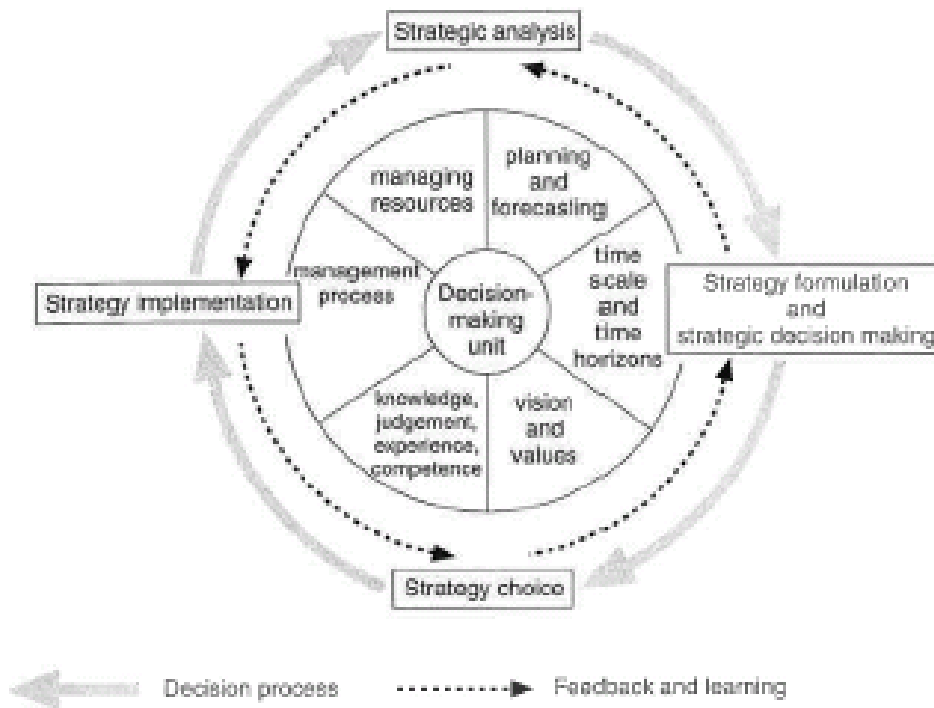 Strategic analysis
managing
resources
planning
and
forecasting
management
process
Decision-
making
unit
time
scale
and
time
horizons
Strategy implementation
Strategy formulation
and
strategic decision making
knowledge,
judgement,
experience,
competence
vision
and
values
Strategy choice
Decision process
Feedback and learning